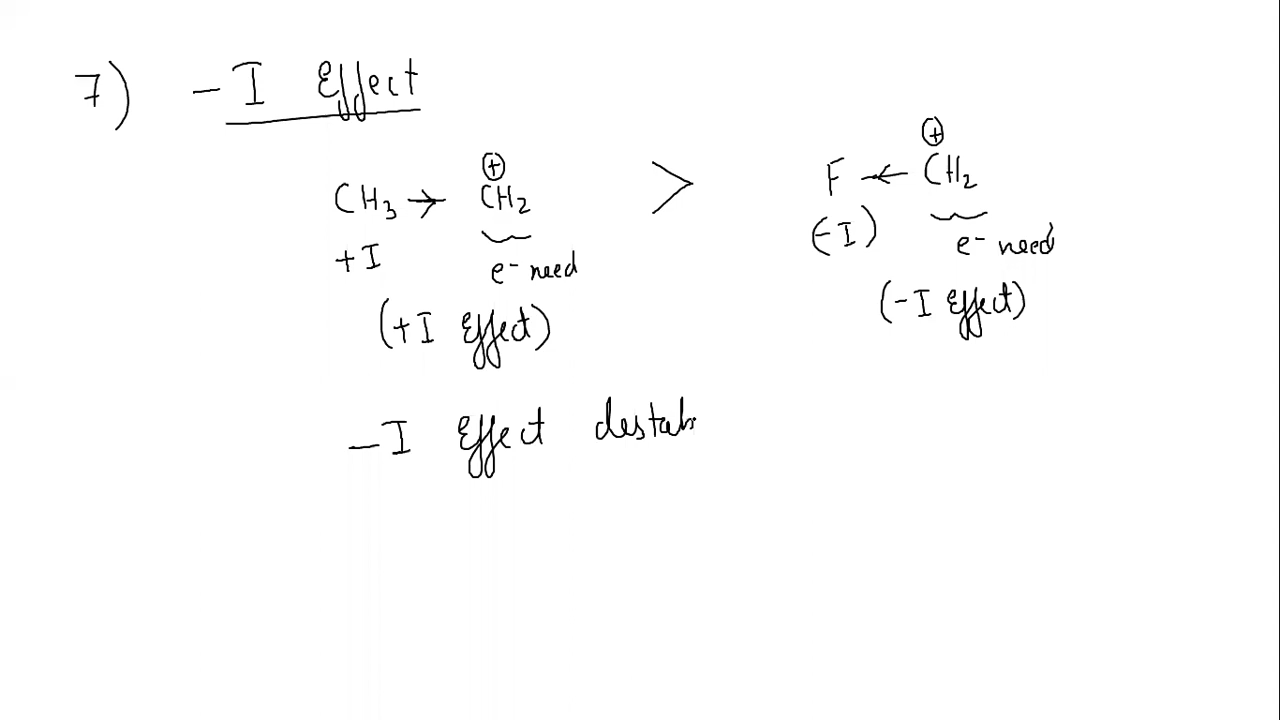 7) - I Effect
CH₃ → CH₂⊕ > F ← CH₂⊕
+I e⁻ need (-I) e⁻ need
(+I Effect) (-I Effect)
-I Effect destab